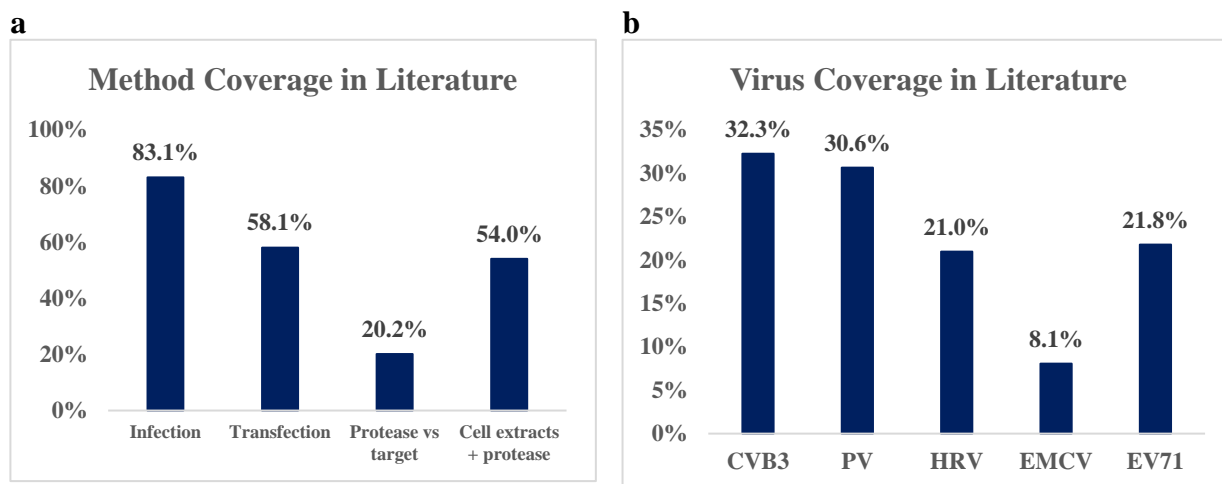 a
Method Coverage in Literature
100%
80%
60%
40%
20%
0%
83.1%
58.1%
20.2%
54.0%
Infection
Transfection
Protease vs
target
Cell extracts
+ protease
b
Virus Coverage in Literature
35%
30%
25%
20%
15%
10%
5%
0%
32.3%
30.6%
21.0%
8.1%
21.8%
CVB3
PV
HRV
EMCV
EV71